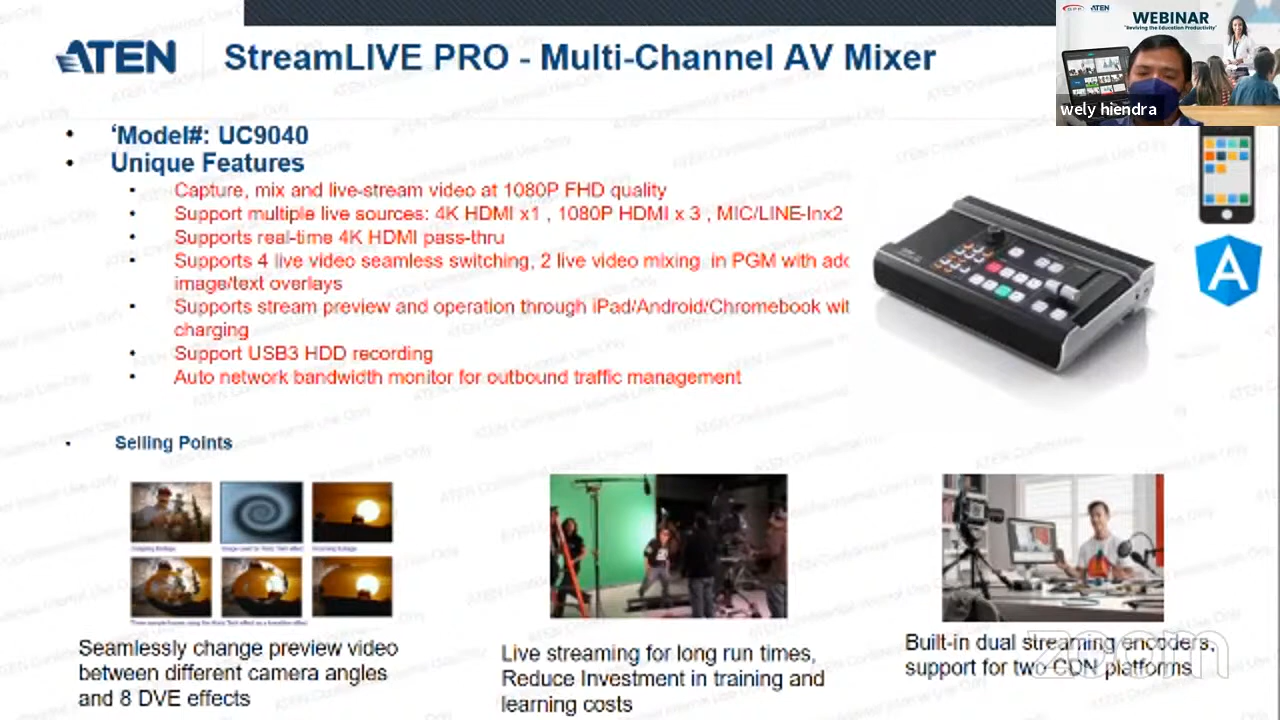 ATEN
StreamLIVE PRO - Multi-Channel AV Mixer
WEBINAR
"Reviving the Education Productivity"
wely hiendra
• ‘Model#: UC9040
• Unique Features
• Capture, mix and live-stream video at 1080P FHD quality
• Support multiple live sources: 4K HDMI x1 , 1080P HDMI x 3 , MIC/LINE-Inx2
• Supports real-time 4K HDMI pass-thru
• Supports 4 live video seamless switching, 2 live video mixing in PGM with add
image/text overlays
• Supports stream preview and operation through iPad/Android/Chromebook wit
charging
• Support USB3 HDD recording
• Auto network bandwidth monitor for outbound traffic management
• Selling Points
Seamlessly change preview video
between different camera angles
and 8 DVE effects
Live streaming for long run times,
Reduce Investment in training and
learning costs
Built-in dual streaming encoders,
support for two CDN platforms
zoom